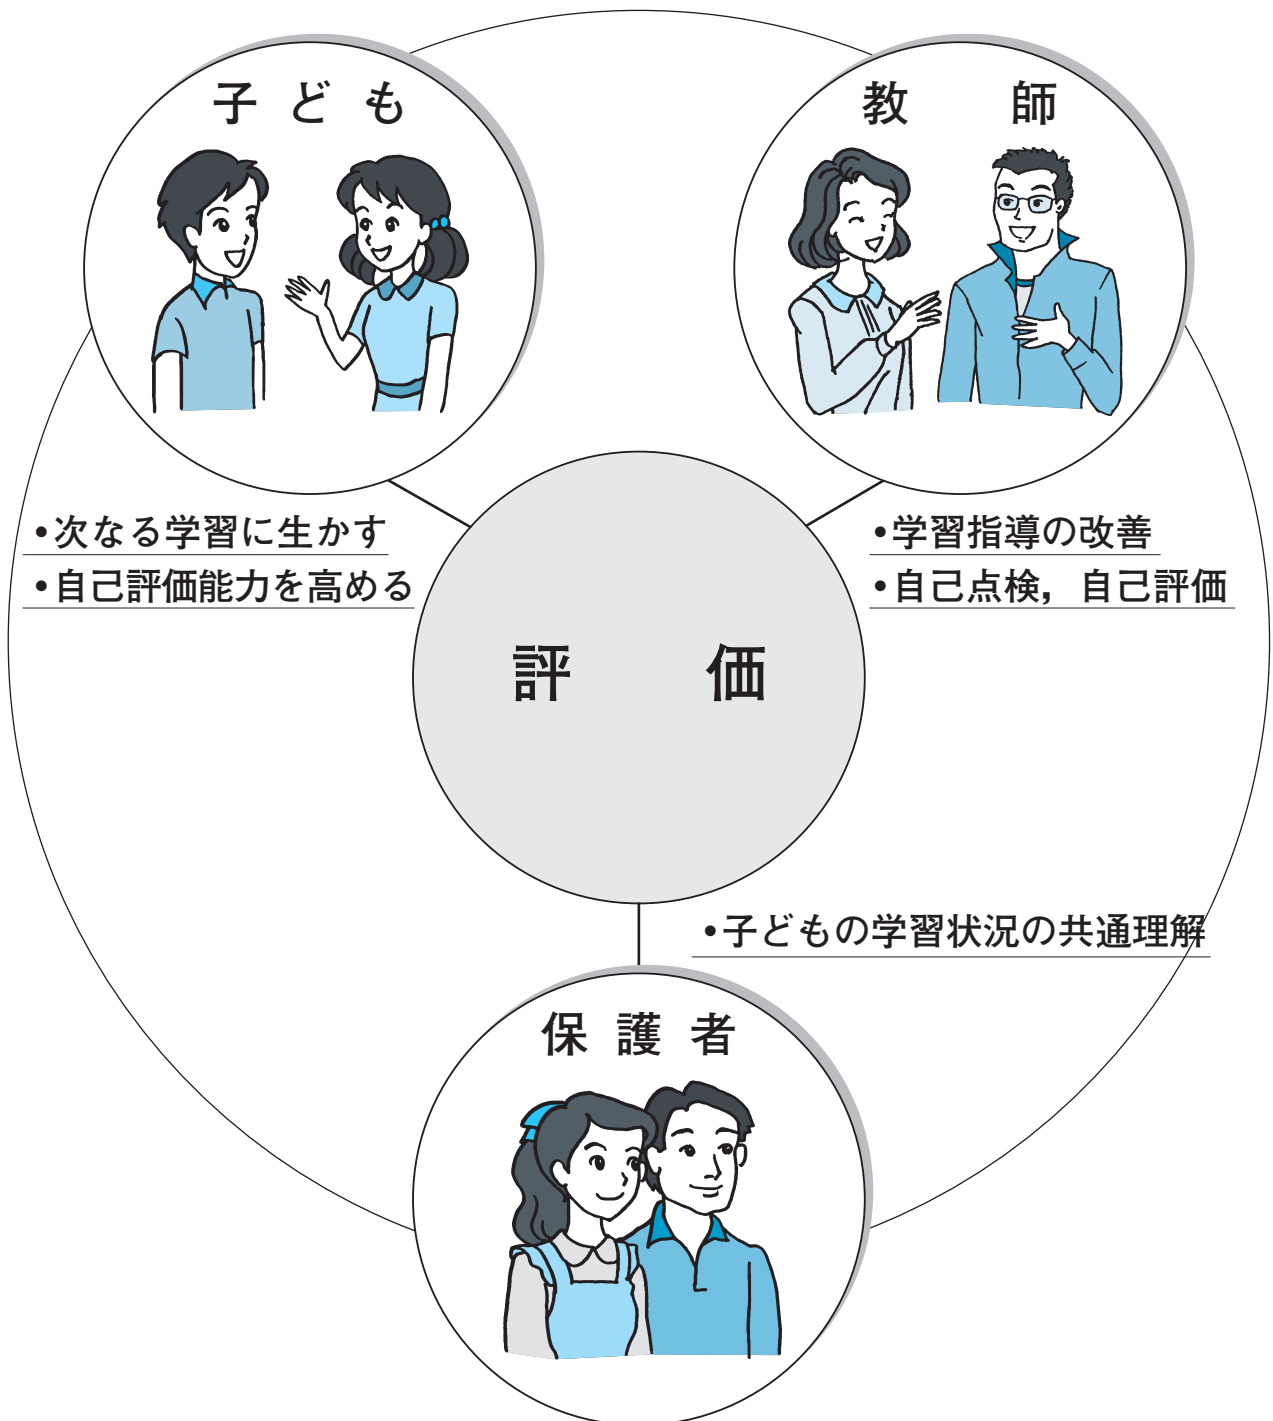 子ども
教師
•次なる学習に生かす
•自己評価能力を高める
•学習指導の改善
•自己点検，自己評価
評価
•子どもの学習状況の共通理解
保護者